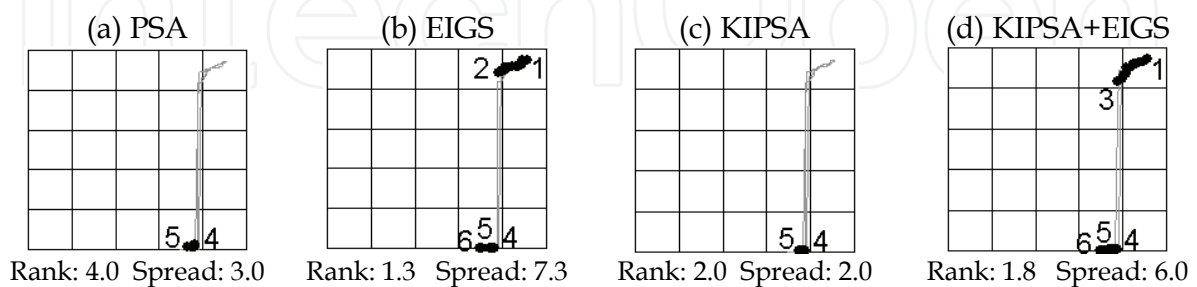 (a) PSA (b) EIGS (c) KIPSA (d) KIPSA+EIGS
2 1 1
3
5 4 5 5 4 5
6 4 6 4
Rank: 4.0 Spread: 3.0 Rank: 1.3 Spread: 7.3 Rank: 2.0 Spread: 2.0 Rank: 1.8 Spread: 6.0